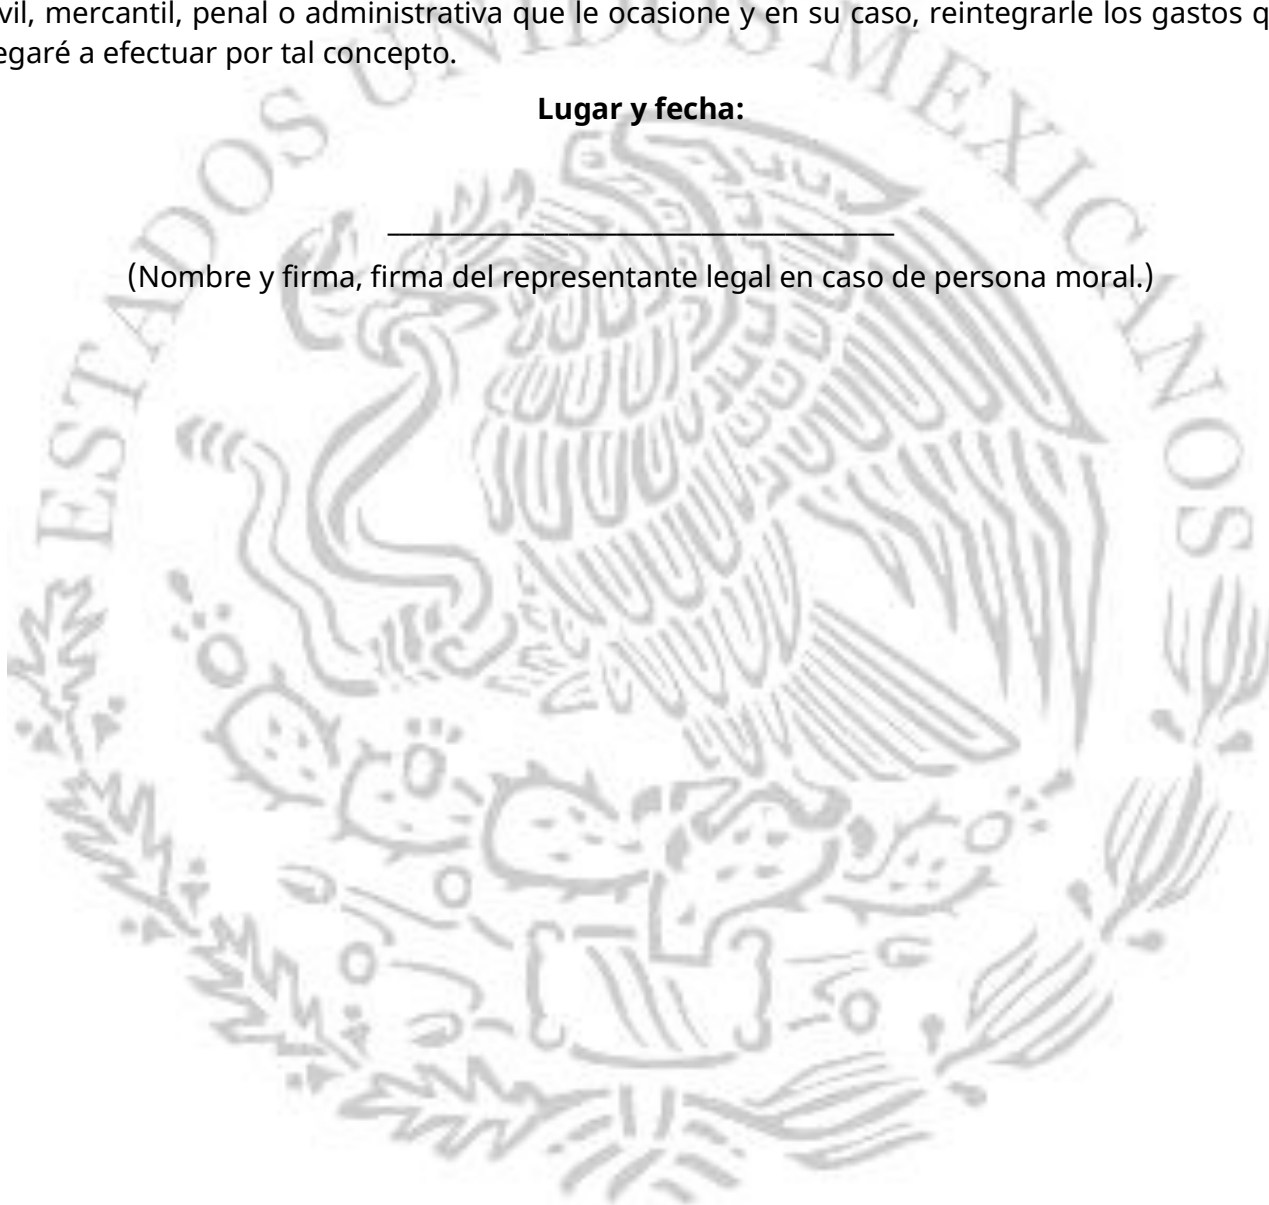 vil, mercantil, penal o administrativa que le ocasione y en su caso, reintegrarle los gastos q
egaré a efectuar por tal concepto.
Lugar y fecha:
(Nombre y firma, firma del representante legal en caso de persona moral.)
ESTADOS UNIDOS MEXICANOS